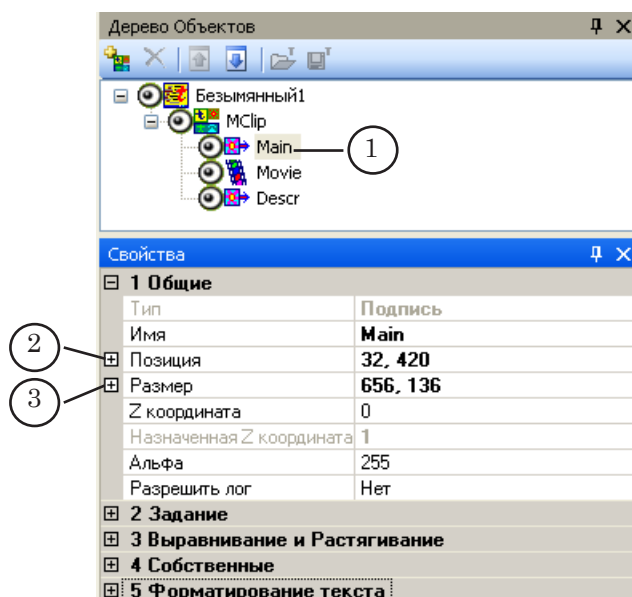 Дерево Объектов
Безымянный1
MClip
Main
1
Movie
Descr
Свойства
1 Общие
Тип Подпись
Имя Main
2
Позиция 32, 420
3
Размер 656, 136
Z координата 0
Назначенная Z координата 1
Альфа 255
Разрешить лог Нет
2 Задание
3 Выравнивание и Растягивание
4 Собственные
5 Форматирование текста